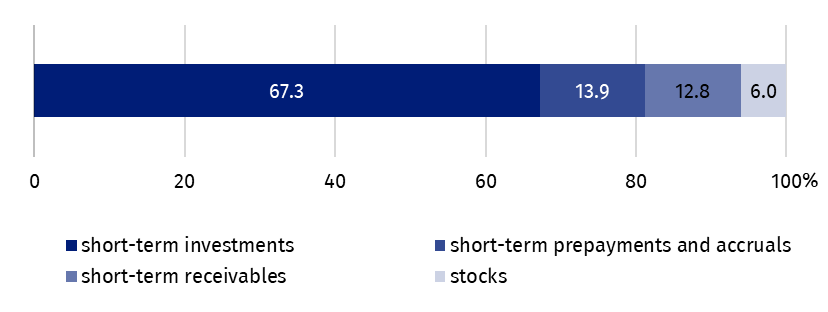 67.3 13.9 12.8 6.0
0 20 40 60 80 100%
short-term investments short-term prepayments and accruals
short-term receivables stocks